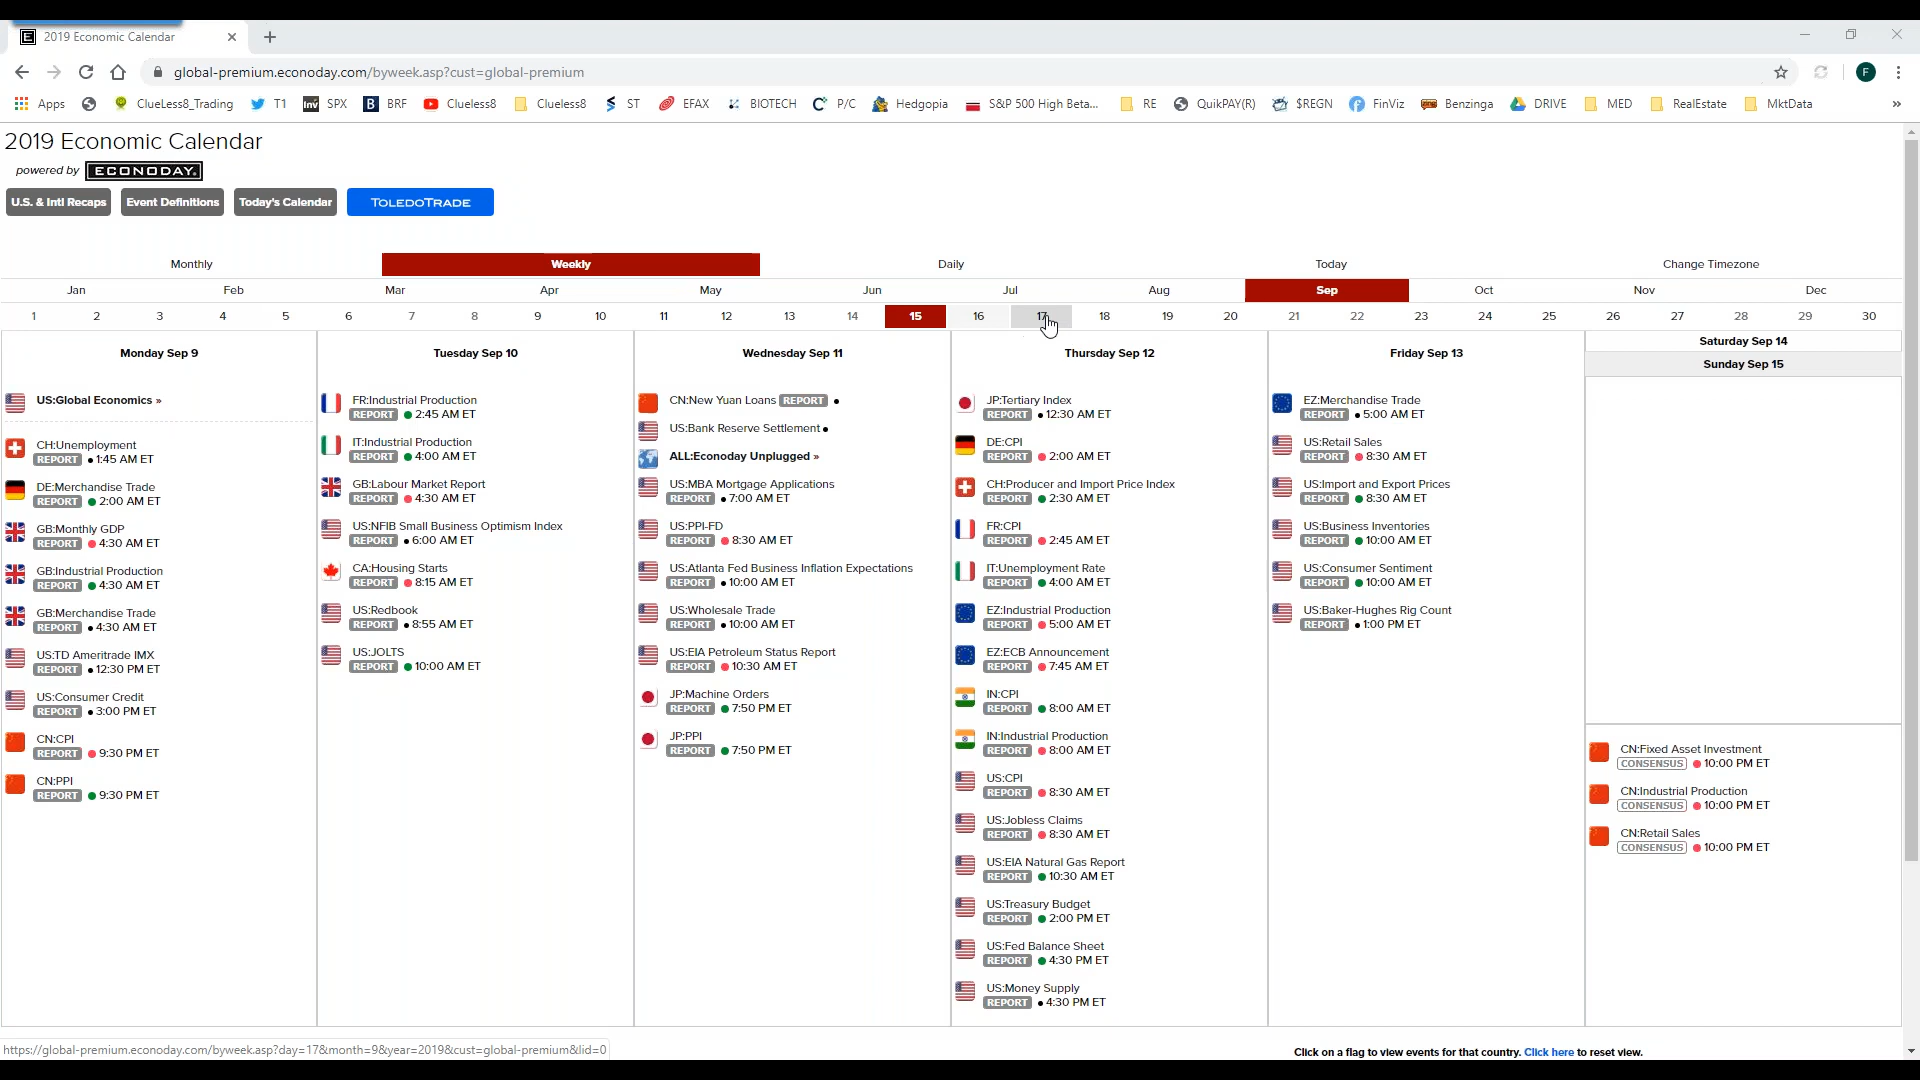 2019 Economic Calendar
global-premium.econoday.com/byweek.asp?cust=global-premium
F
Apps ClueLess8_Trading T1 SPX BRF Clueless8 Clueless8 ST EFAX BIOTECH P/C Hedgopia S&P 500 High Beta... RE QuikPAY(R) $REGN FinViz Benzinga DRIVE MED RealEstate MktData »
2019 Economic Calendar
powered by ECONODAY.
U.S. & Intl Recaps Event Definitions Today's Calendar TOLEDOTRADE
Monthly Weekly Daily Today Change Timezone
Jan Feb Mar Apr May Jun Jul Aug Sep Oct Nov Dec
1 2 3 4 5 6 7 8 9 10 11 12 13 14 15 16 17 18 19 20 21 22 23 24 25 26 27 28 29 30
Monday Sep 9
US:Global Economics »
CH:Unemployment
REPORT 1:45 AM ET
DE:Merchandise Trade
REPORT 2:00 AM ET
GB:Monthly GDP
REPORT 4:30 AM ET
GB:Industrial Production
REPORT 4:30 AM ET
GB:Merchandise Trade
REPORT 4:30 AM ET
US:TD Ameritrade IMX
REPORT 12:30 PM ET
US:Consumer Credit
REPORT 3:00 PM ET
CN:CPI
REPORT 9:30 PM ET
CN:PPI
REPORT 9:30 PM ET
Tuesday Sep 10
FR:Industrial Production
REPORT 2:45 AM ET
IT:Industrial Production
REPORT 4:00 AM ET
GB:Labour Market Report
REPORT 4:30 AM ET
US:NFIB Small Business Optimism Index
REPORT 6:00 AM ET
CA:Housing Starts
REPORT 8:15 AM ET
US:Redbook
REPORT 8:55 AM ET
US:JOLTS
REPORT 10:00 AM ET
Wednesday Sep 11
CN:New Yuan Loans REPORT
US:Bank Reserve Settlement
ALL:Econoday Unplugged »
US:MBA Mortgage Applications
REPORT 7:00 AM ET
US:PPI-FD
REPORT 8:30 AM ET
US:Atlanta Fed Business Inflation Expectations
REPORT 10:00 AM ET
US:Wholesale Trade
REPORT 10:00 AM ET
US:EIA Petroleum Status Report
REPORT 10:30 AM ET
JP:Machine Orders
REPORT 7:50 PM ET
JP:PPI
REPORT 7:50 PM ET
Thursday Sep 12
JP:Tertiary Index
REPORT 12:30 AM ET
DE:CPI
REPORT 2:00 AM ET
CH:Producer and Import Price Index
REPORT 2:30 AM ET
FR:CPI
REPORT 2:45 AM ET
IT:Unemployment Rate
REPORT 4:00 AM ET
EZ:Industrial Production
REPORT 5:00 AM ET
EZ:ECB Announcement
REPORT 7:45 AM ET
IN:CPI
REPORT 8:00 AM ET
IN:Industrial Production
REPORT 8:00 AM ET
US:CPI
REPORT 8:30 AM ET
US:Jobless Claims
REPORT 8:30 AM ET
US:EIA Natural Gas Report
REPORT 10:30 AM ET
US:Treasury Budget
REPORT 2:00 PM ET
US:Fed Balance Sheet
REPORT 4:30 PM ET
US:Money Supply
REPORT 4:30 PM ET
Friday Sep 13
EZ:Merchandise Trade
REPORT 5:00 AM ET
US:Retail Sales
REPORT 8:30 AM ET
US:Import and Export Prices
REPORT 8:30 AM ET
US:Business Inventories
REPORT 10:00 AM ET
US:Consumer Sentiment
REPORT 10:00 AM ET
US:Baker-Hughes Rig Count
REPORT 1:00 PM ET
Saturday Sep 14
Sunday Sep 15
CN:Fixed Asset Investment
CONSENSUS 10:00 PM ET
CN:Industrial Production
CONSENSUS 10:00 PM ET
CN:Retail Sales
CONSENSUS 10:00 PM ET
https://global-premium.econoday.com/byweek.asp?day=17&month=9&year=2019&cust=global-premium&lid=0
Click on a flag to view events for that country. Click here to reset view.